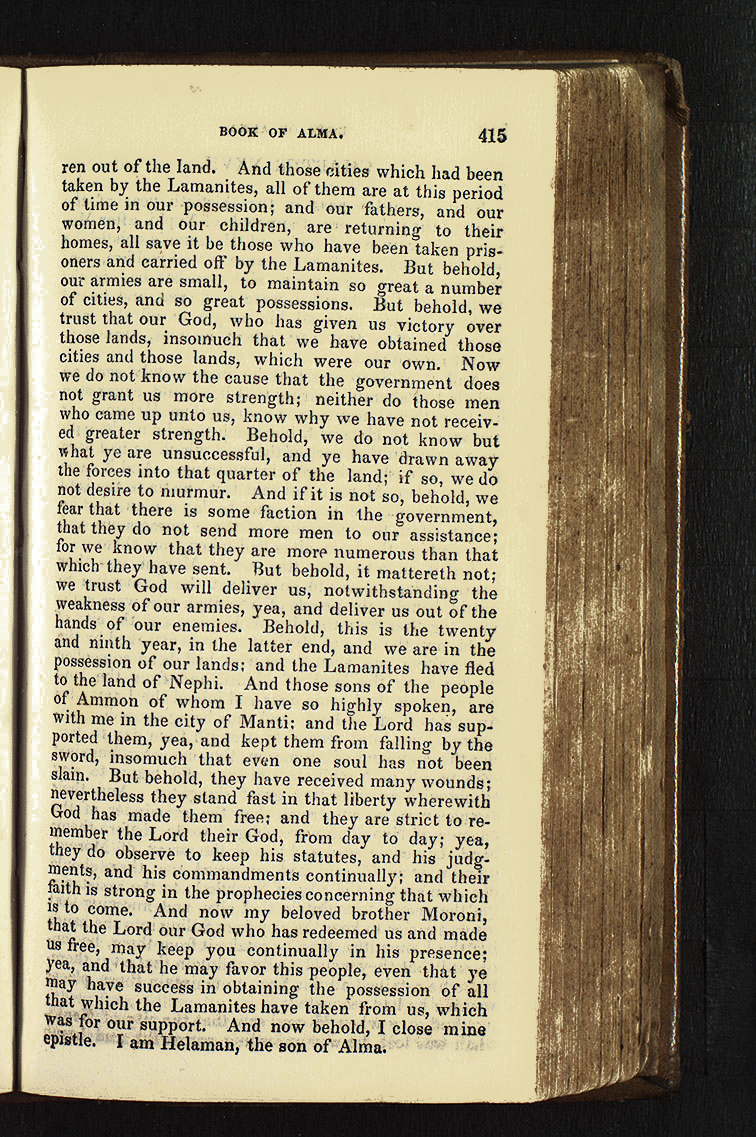 BOOK OF ALMA. 415
ren out of the land. And those cities which had been
taken by the Lamanites, all of them are at this period
of time in our possession; and our fathers, and our
women, and our children, are returning to their
homes, all save it be those who have been taken pris-
oners and carried off by the Lamanites. But behold,
our armies are small, to maintain so great a number
of cities, and so great possessions. But behold, we
trust that our God, who has given us victory over
those lands, insomuch that we have obtained those
cities and those lands, which were our own. Now
we do not know the cause that the government does
not grant us more strength; neither do those men
who came up unto us, know why we have not receiv-
ed greater strength. Behold, we do not know but
what ye are unsuccessful, and ye have drawn away
the forces into that quarter of the land; if so, we do
not desire to murmur. And if it is not so, behold, we
fear that there is some faction in the government,
that they do not send more men to our assistance;
for we know that they are more numerous than that
which they have sent. But behold, it mattereth not;
we trust God will deliver us, notwithstanding the
weakness of our armies, yea, and deliver us out of the
hands of our enemies. Behold, this is the twenty
and ninth year, in the latter end, and we are in the
possession of our lands; and the Lamanites have fled
to the land of Nephi. And those sons of the people
of Ammon of whom I have so highly spoken, are
with me in the city of Manti: and the Lord has sup-
ported them, yea, and kept them from falling by the
sword, insomuch that even one soul has not been
slain. But behold, they have received many wounds;
nevertheless they stand fast in that liberty wherewith
God has made them free; and they are strict to re-
member the Lord their God, from day to day; yea,
they do observe to keep his statutes, and his judg-
ments, and his commandments continually; and their
faith is strong in the prophecies concerning that which
is to come. And now my beloved brother Moroni,
that the Lord our God who has redeemed us and made
us free, may keep you continually in his presence;
yea, and that he may favor this people, even that ye
may have success in obtaining the possession of all
that which the Lamanites have taken from us, which
was for our support. And now behold, I close mine
epistle. I am Helaman, the son of Alma.